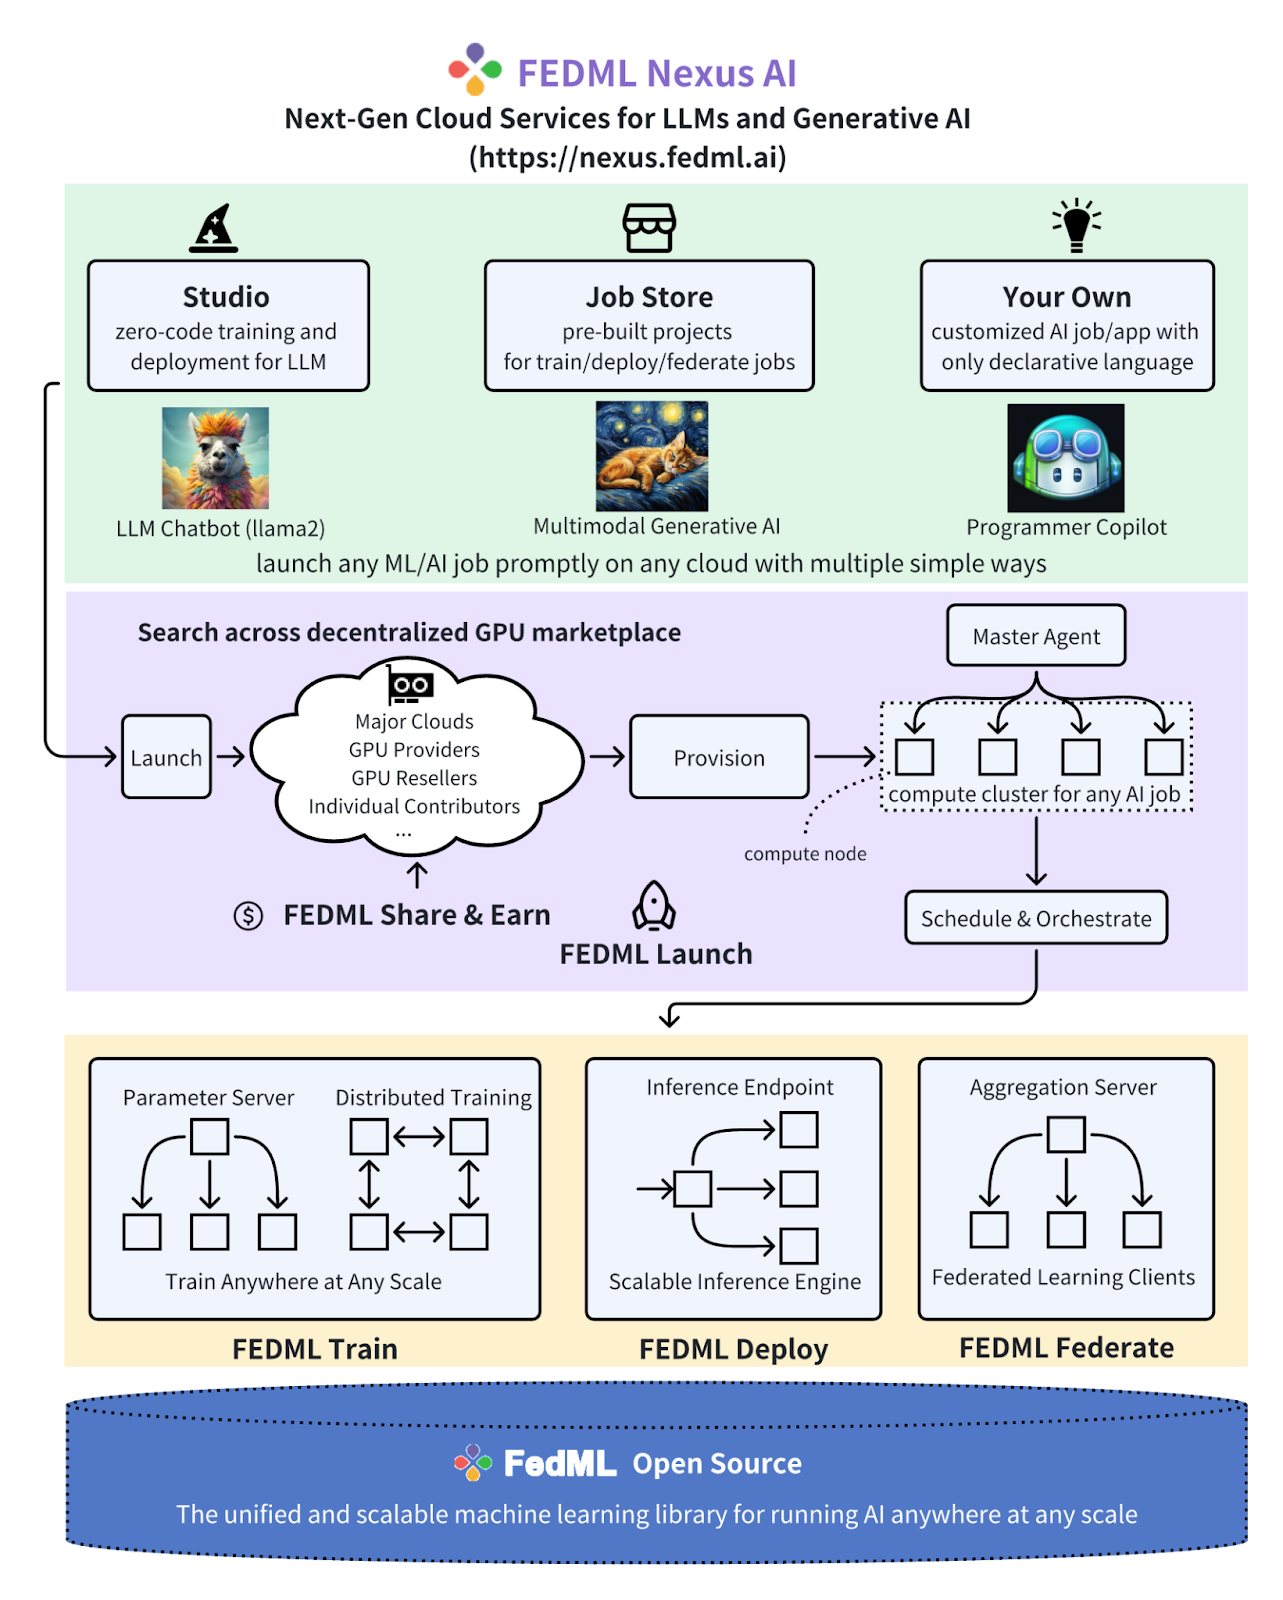 FEDML Nexus AI
Next-Gen Cloud Services for LLMs and Generative AI
(https://nexus.fedml.ai)
Studio
zero-code training and
deployment for LLM
Job Store
pre-built projects
for train/deploy/federate jobs
Your Own
customized AI job/app with
only declarative language
LLM Chatbot (llama2)
Multimodal Generative AI
Programmer Copilot
launch any ML/AI job promptly on any cloud with multiple simple ways
Search across decentralized GPU marketplace
Master Agent
Launch
Major Clouds
GPU Providers
GPU Resellers
Individual Contributors
...
Provision
compute cluster for any AI job
compute node
$
FEDML Share & Earn
FEDML Launch
Schedule & Orchestrate
Parameter Server
Distributed Training
Train Anywhere at Any Scale
FEDML Train
Inference Endpoint
Scalable Inference Engine
FEDML Deploy
Aggregation Server
Federated Learning Clients
FEDML Federate
FedML Open Source
The unified and scalable machine learning library for running AI anywhere at any scale